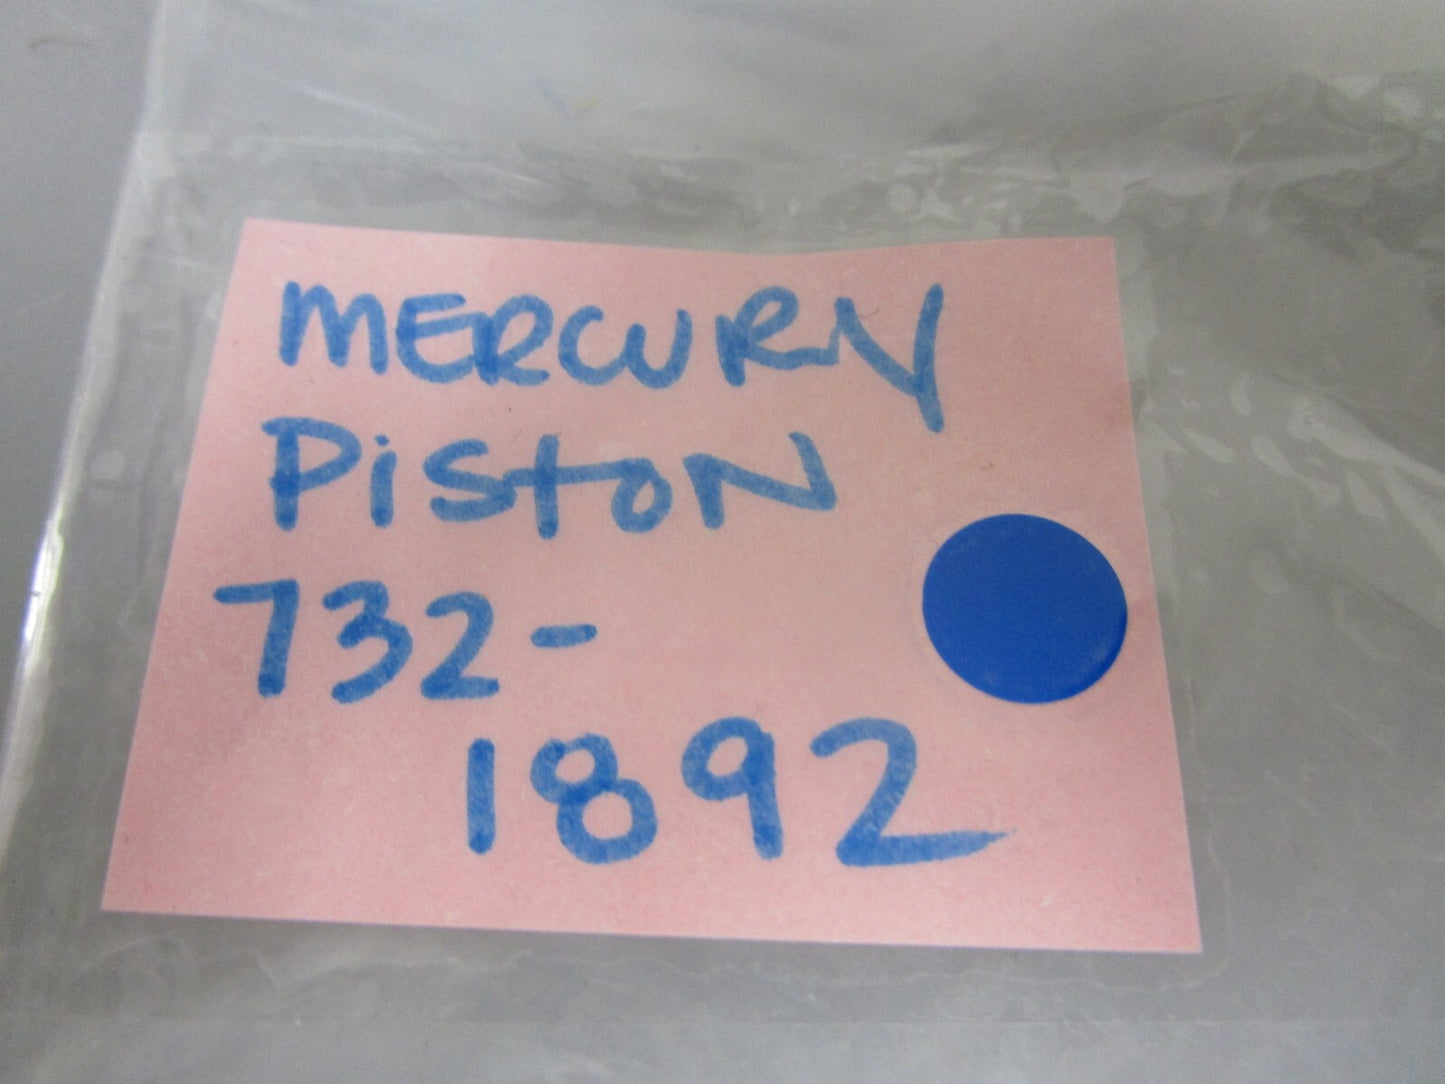 MERCURY
PiSTON
732-
1892